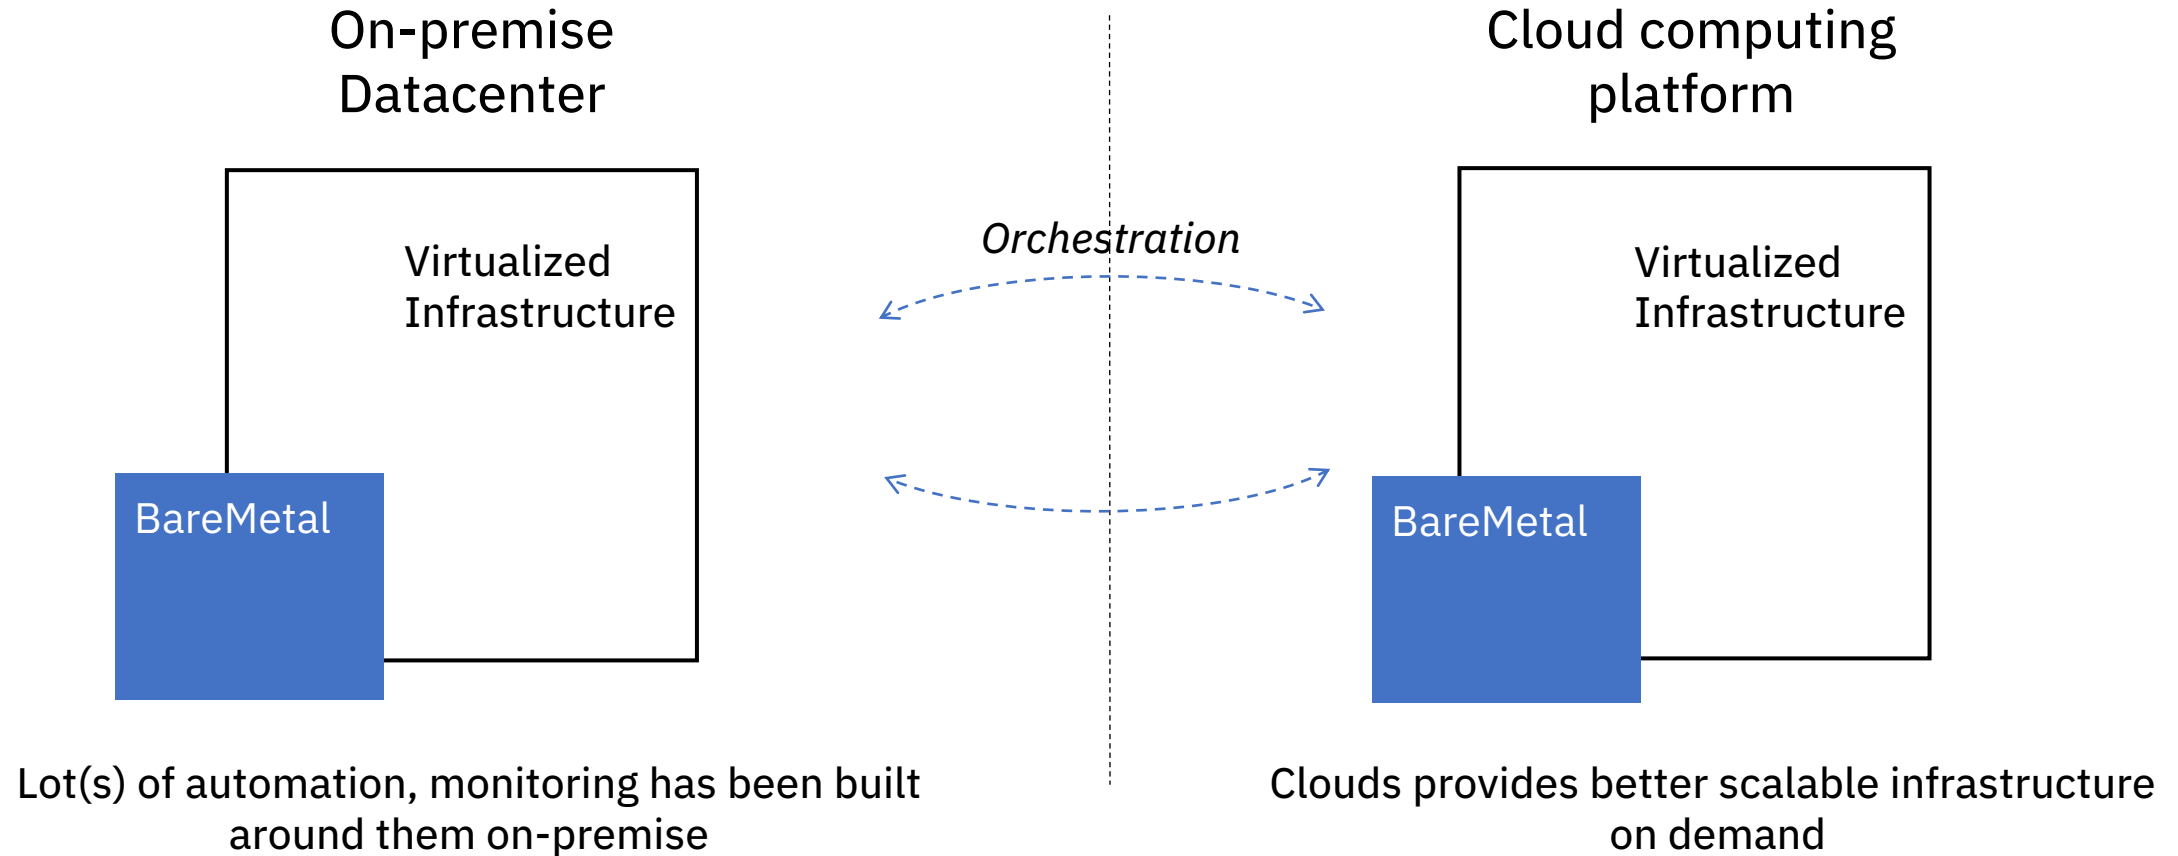 On-premise
Datacenter
Cloud computing
platform
Virtualized
Infrastructure
Orchestration
Virtualized
Infrastructure
BareMetal
BareMetal
Lot(s) of automation, monitoring has been built
around them on-premise
Clouds provides better scalable infrastructure
on demand